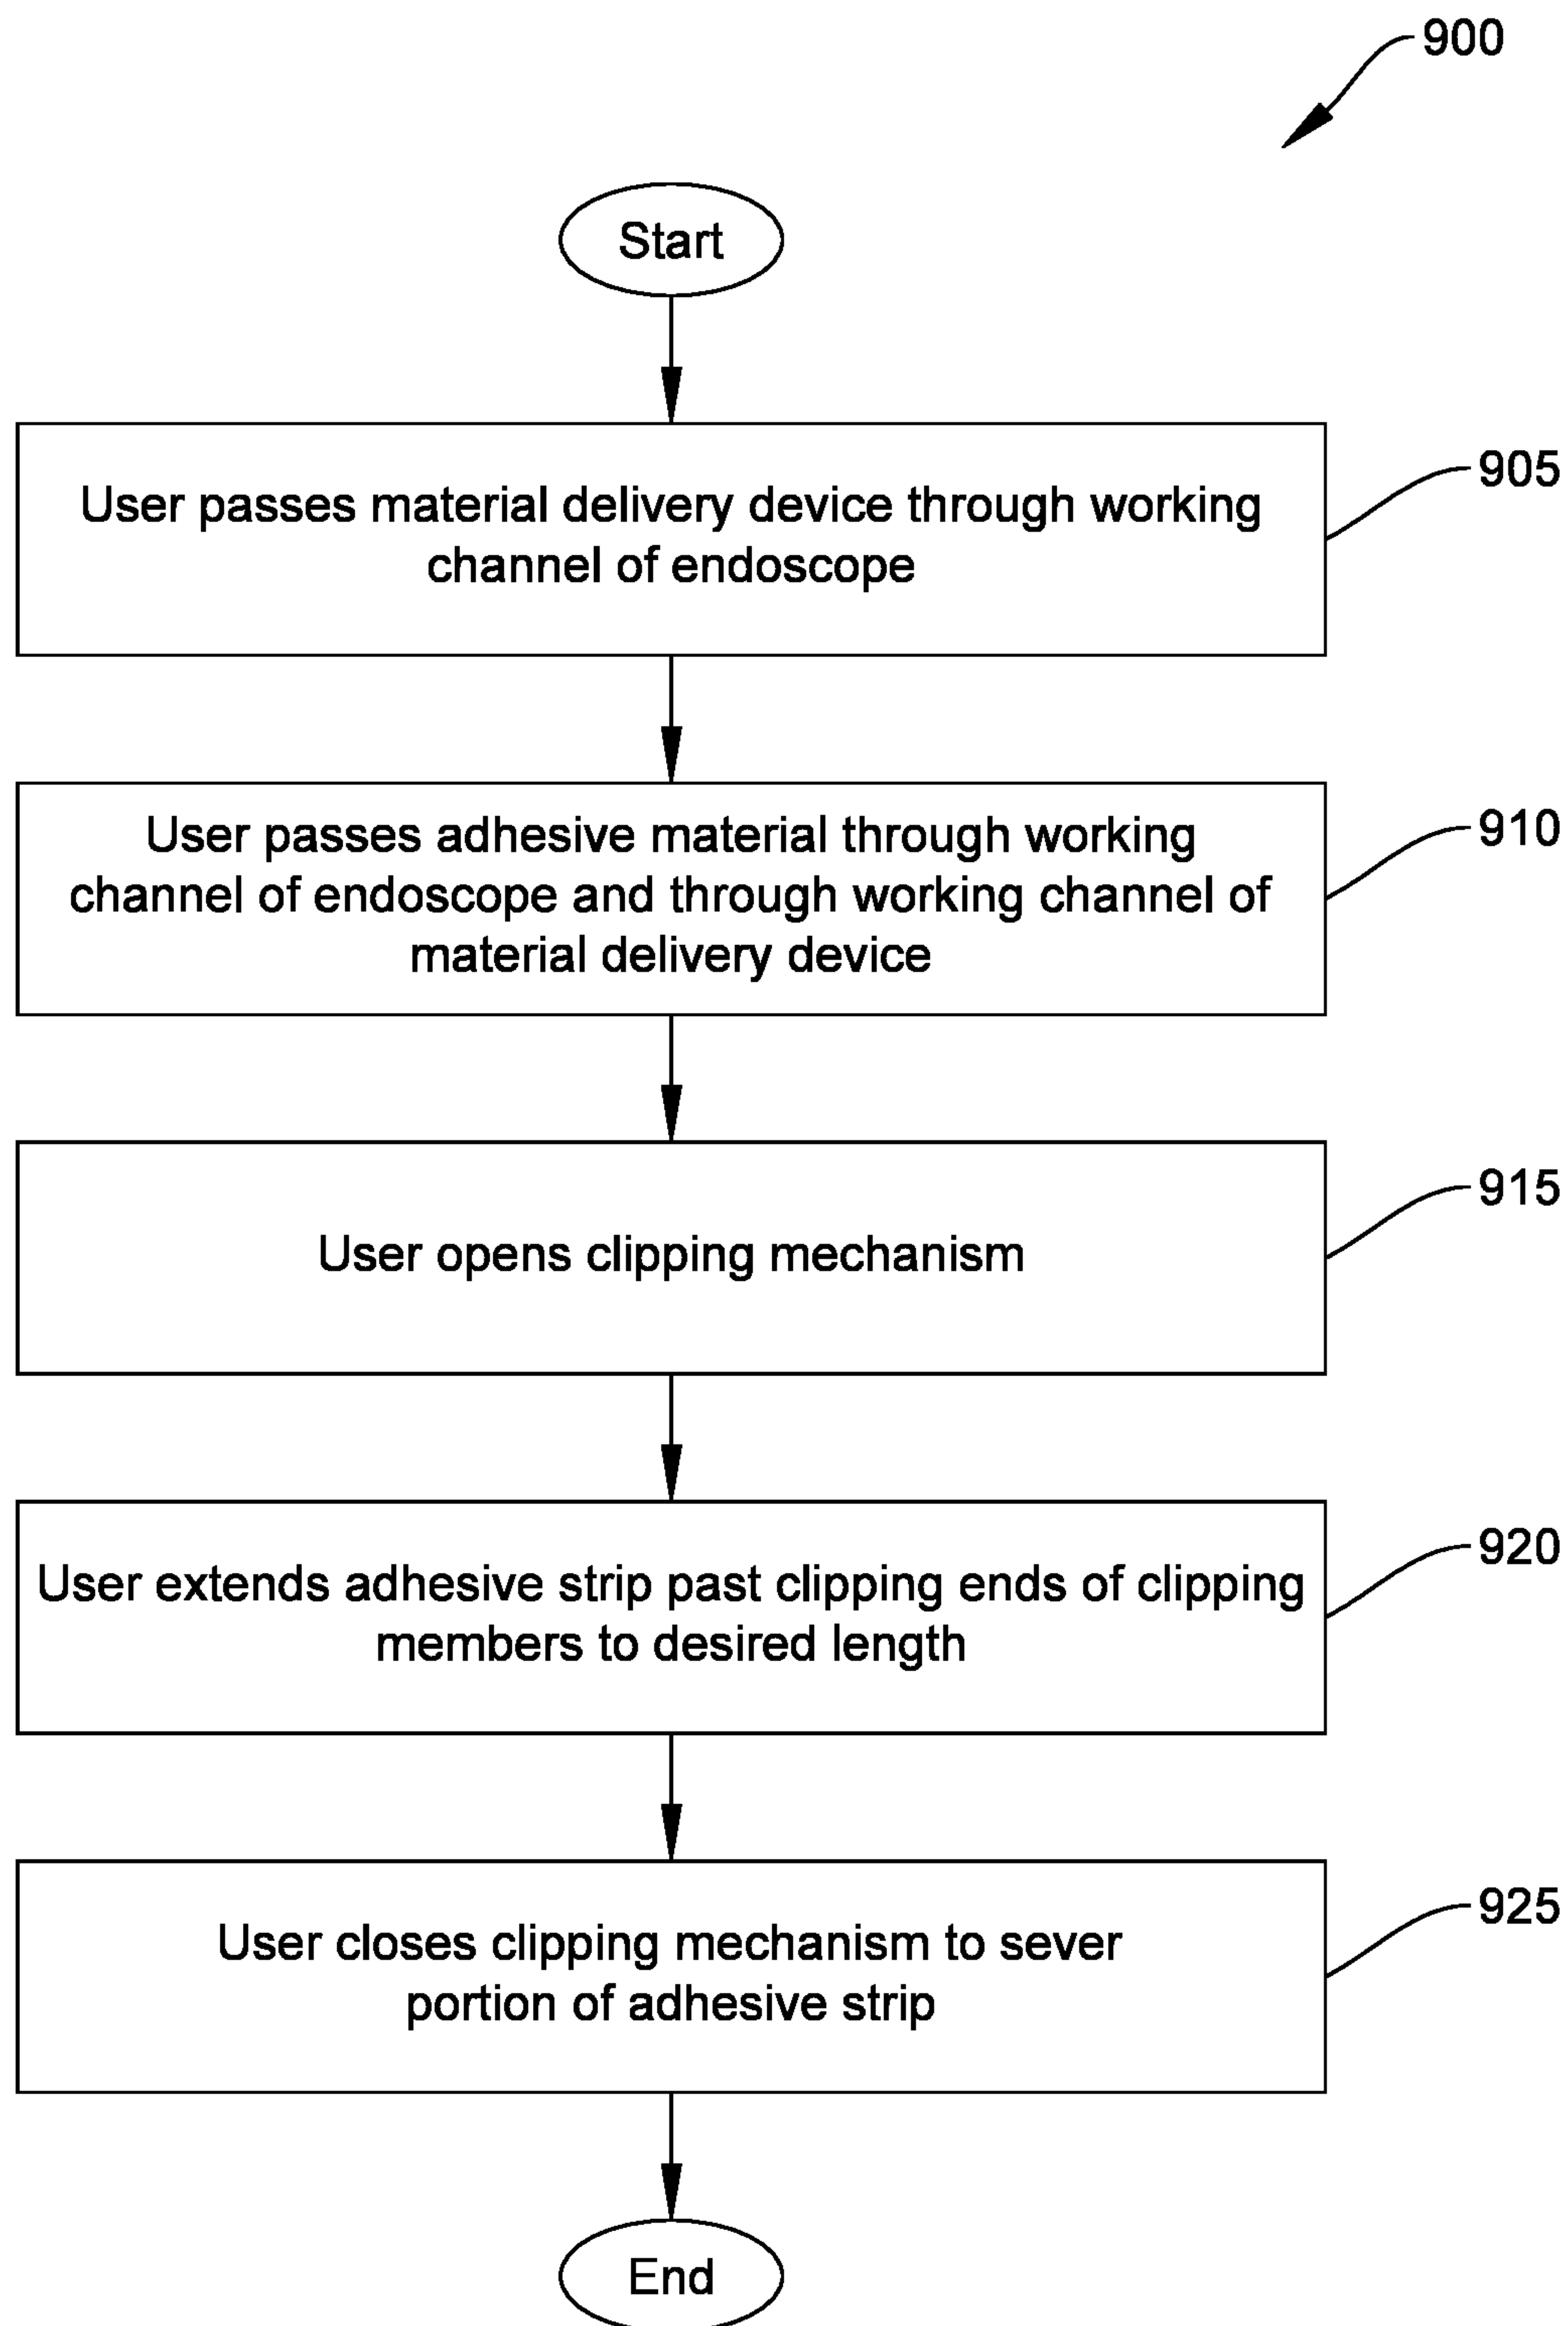 900
Start
User passes material delivery device through working
channel of endoscope
905
User passes adhesive material through working
channel of endoscope and through working channel of
material delivery device
910
User opens clipping mechanism
915
User extends adhesive strip past clipping ends of clipping
members to desired length
920
User closes clipping mechanism to sever
portion of adhesive strip
925
End